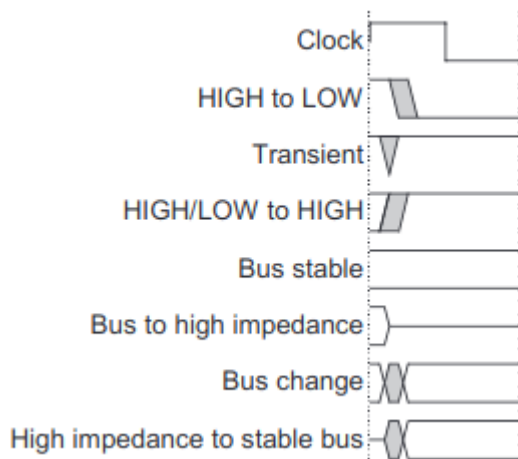 Clock
HIGH to LOW
Transient
HIGH/LOW to HIGH
Bus stable
Bus to high impedance
Bus change
High impedance to stable bus